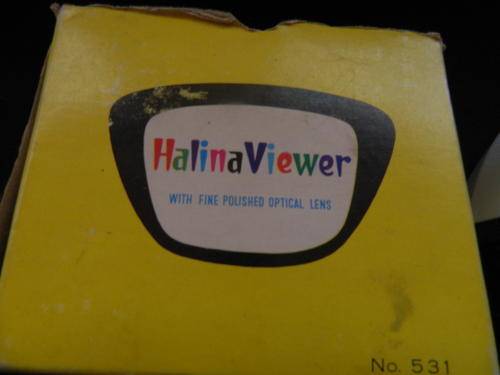 HalinaViewer
WITH FINE POLISHED OPTICAL LENS
No. 531